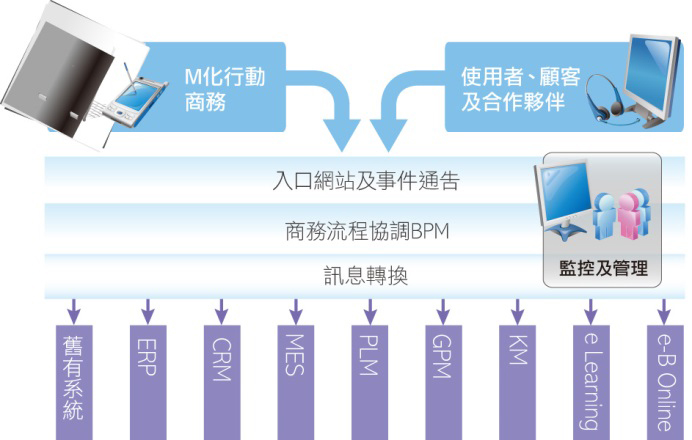 M化行動
商務
使用者、顧客
及合作夥伴
入口網站及事件通告
商務流程協調BPM
訊息轉換
監控及管理
舊有系統
ERP
CRM
MES
PLM
GPM
KM
e Learning
e-B Online